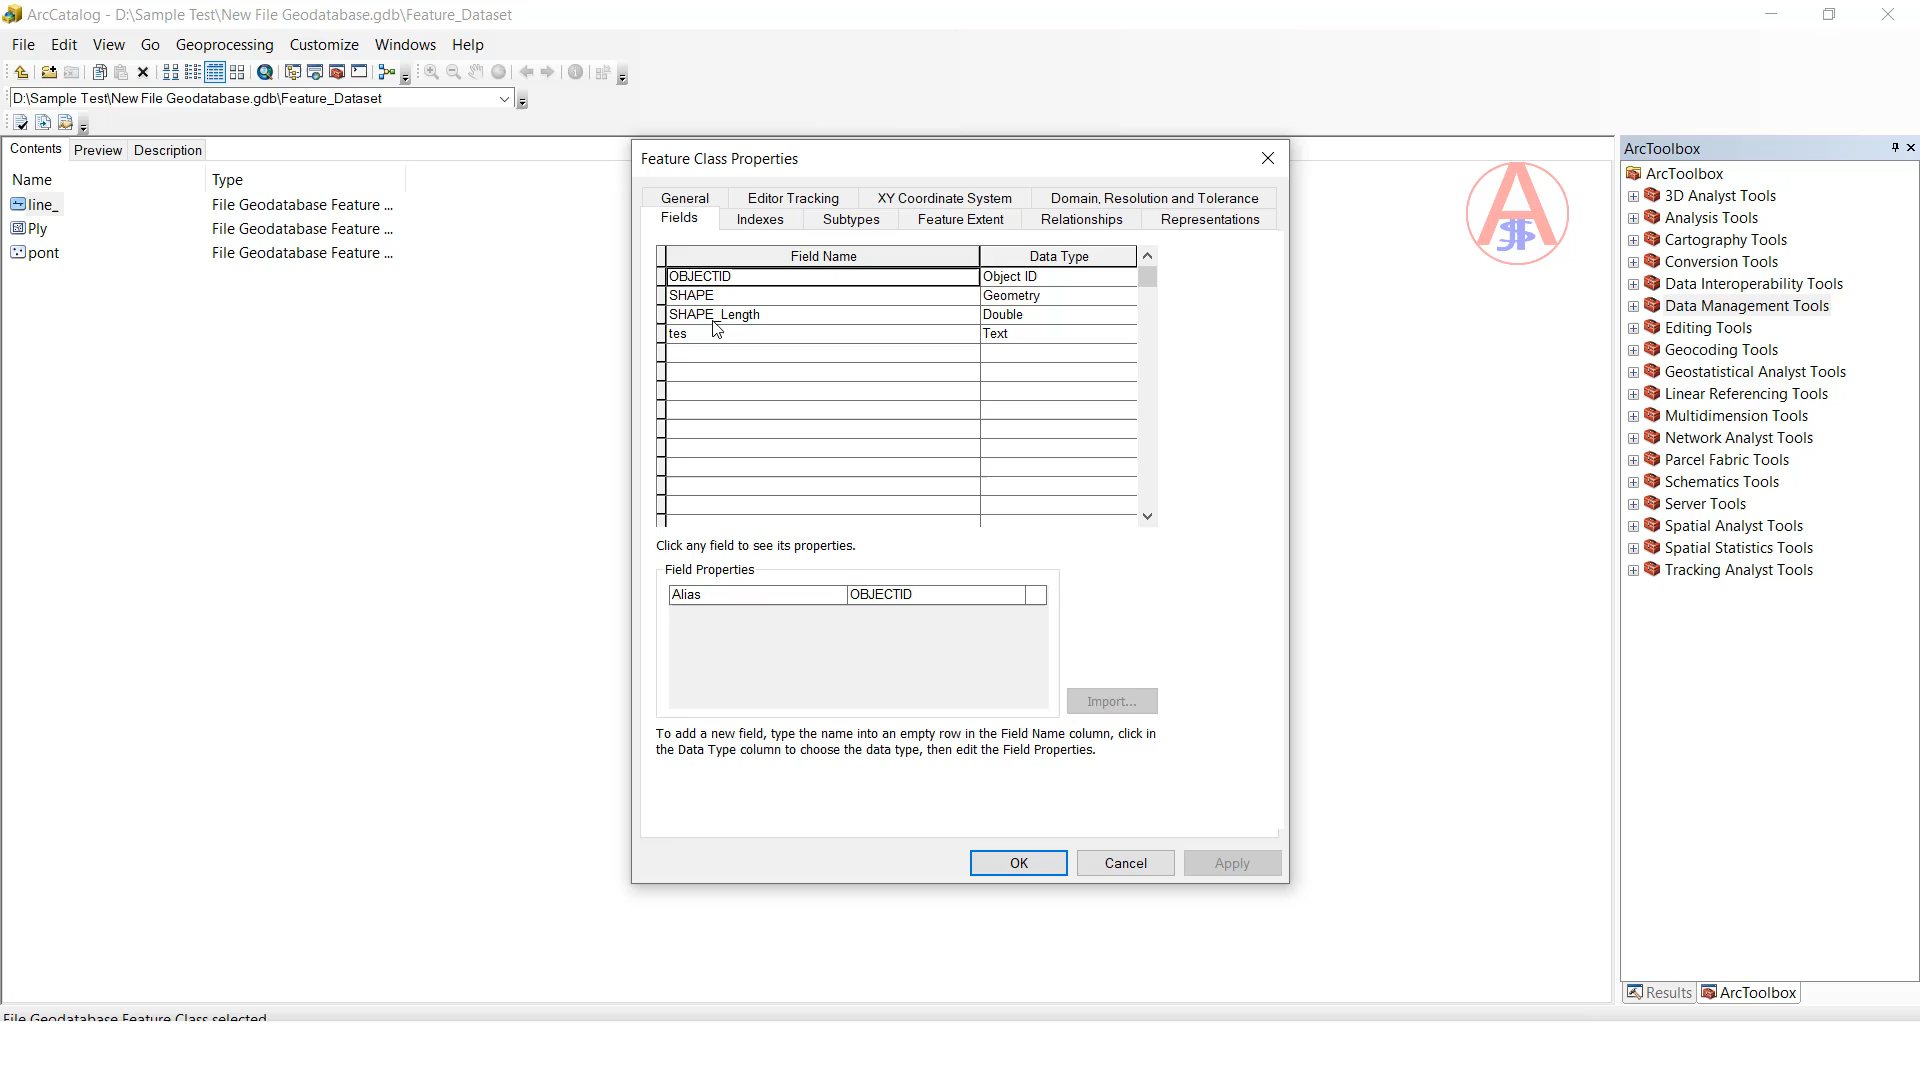 ArcCatalog - D:\Sample Test\New File Geodatabase.gdb\Feature_Dataset
File Edit View Go Geoprocessing Customize Windows Help
D:\Sample Test\New File Geodatabase.gdb\Feature_Dataset
Contents Preview Description
Name Type
line_ File Geodatabase Feature ...
Ply File Geodatabase Feature ...
pont File Geodatabase Feature ...
Feature Class Properties
General Editor Tracking XY Coordinate System Domain, Resolution and Tolerance
Fields Indexes Subtypes Feature Extent Relationships Representations
Field Name Data Type
OBJECTID Object ID
SHAPE Geometry
SHAPE_Length Double
tes Text
Click any field to see its properties.
Field Properties
Alias OBJECTID
Import...
To add a new field, type the name into an empty row in the Field Name column, click in
the Data Type column to choose the data type, then edit the Field Properties.
OK Cancel Apply
ArcToolbox
ArcToolbox
3D Analyst Tools
Analysis Tools
Cartography Tools
Conversion Tools
Data Interoperability Tools
Data Management Tools
Editing Tools
Geocoding Tools
Geostatistical Analyst Tools
Linear Referencing Tools
Multidimension Tools
Network Analyst Tools
Parcel Fabric Tools
Schematics Tools
Server Tools
Spatial Analyst Tools
Spatial Statistics Tools
Tracking Analyst Tools
Results ArcToolbox
File Geodatabase Feature Class selected